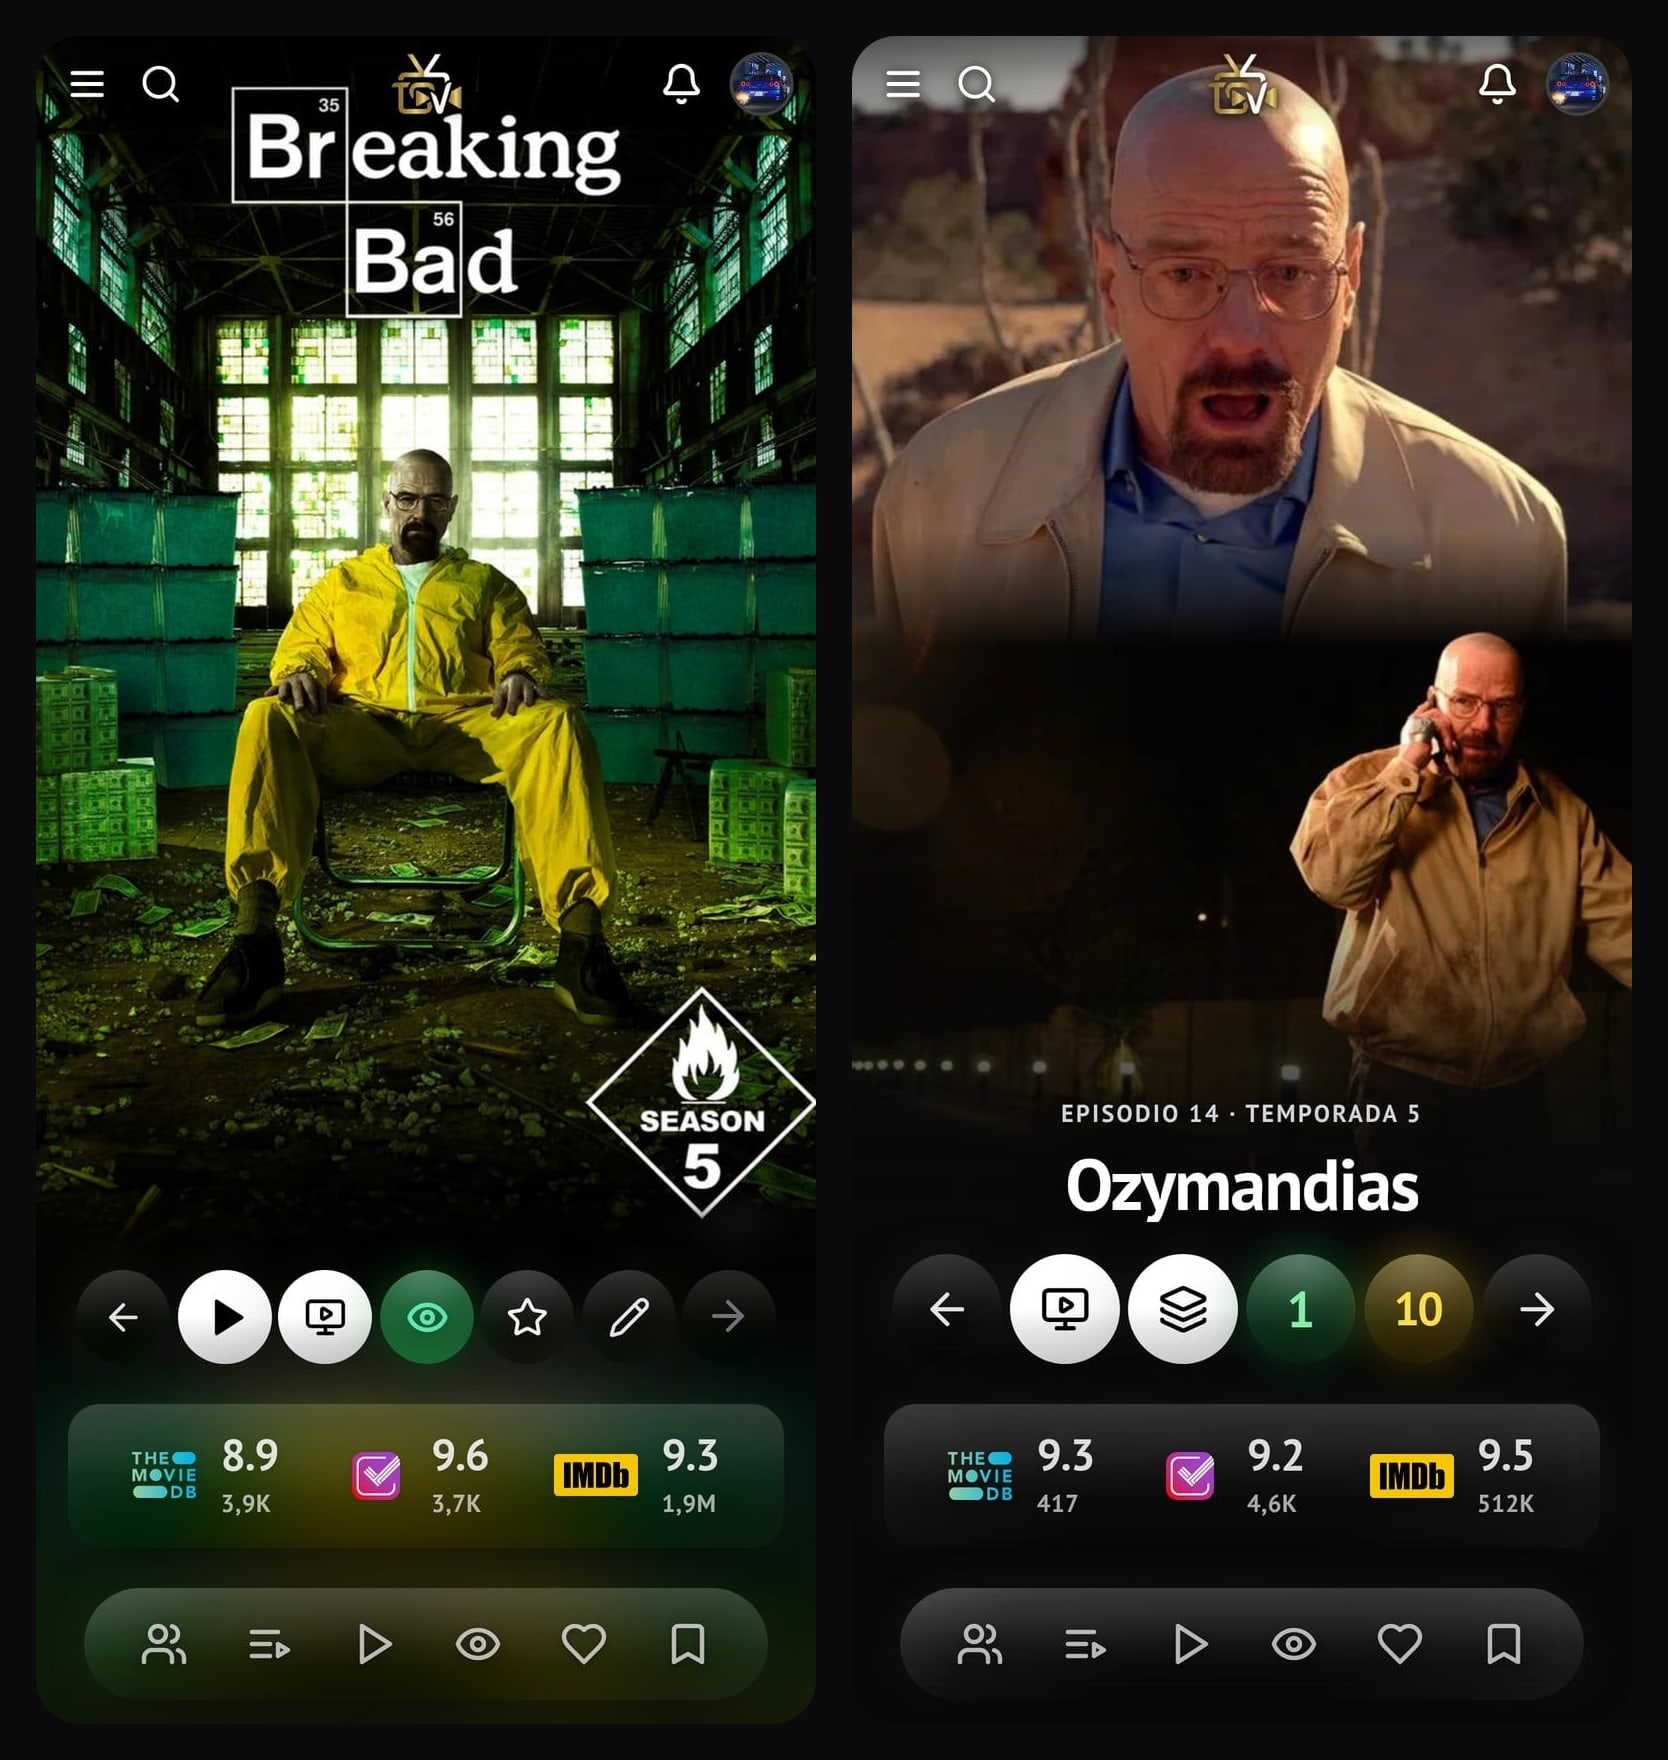 35
Breaking
56
Bad
SEASON
5
THE
MOVIE
DB
8.9
3,9K
9.6
3,7K
IMDb
9.3
1,9M
EPISODIO 14 · TEMPORADA 5
Ozymandias
1
10
THE
MOVIE
DB
9.3
417
9.2
4,6K
IMDb
9.5
512K